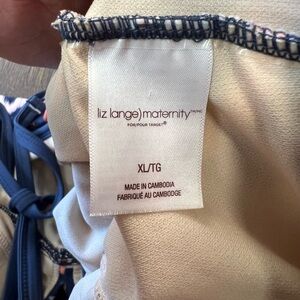 liz lange) maternity
FOR/POUR TARGET®
XL/TG
MADE IN CAMBODIA
FABRIQUÉ AU CAMBODGE